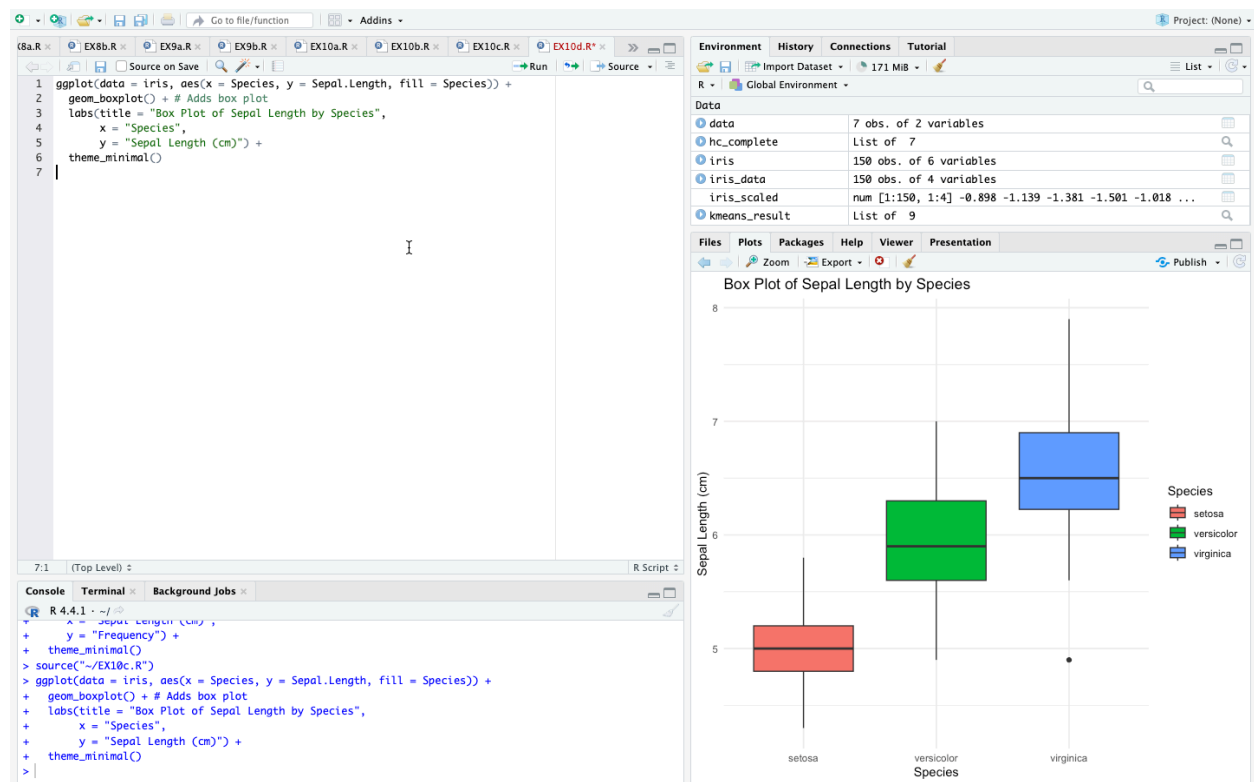 Go to file/function
Addins
Project: (None)
X8a.R
EX8b.R
EX9a.R
EX9b.R
EX10a.R
EX10b.R
EX10c.R
EX10d.R*
Source on Save
Run
Source
1 ggplot(data = iris, aes(x = Species, y = Sepal.Length, fill = Species)) +
2   geom_boxplot() + # Adds box plot
3   labs(title = "Box Plot of Sepal Length by Species",
4        x = "Species",
5        y = "Sepal Length (cm)") +
6   theme_minimal()
7
7:1 (Top Level) R Script
Console Terminal Background Jobs
R 4.4.1 · ~/
+ x = "Sepal Length (cm)",
+       y = "Frequency") +
+   theme_minimal()
> source("~/EX10c.R")
> ggplot(data = iris, aes(x = Species, y = Sepal.Length, fill = Species)) +
+   geom_boxplot() + # Adds box plot
+   labs(title = "Box Plot of Sepal Length by Species",
+        x = "Species",
+        y = "Sepal Length (cm)") +
+   theme_minimal()
>
Environment History Connections Tutorial
Import Dataset 171 MiB List
R Global Environment
Data
data 7 obs. of 2 variables
hc_complete List of 7
iris 150 obs. of 6 variables
iris_data 150 obs. of 4 variables
iris_scaled num [1:150, 1:4] -0.898 -1.139 -1.381 -1.501 -1.018 ...
kmeans_result List of 9
Files Plots Packages Help Viewer Presentation
Zoom Export Publish
Box Plot of Sepal Length by Species
8
7
6
5
Sepal Length (cm)
setosa versicolor virginica
Species
Species
setosa
versicolor
virginica